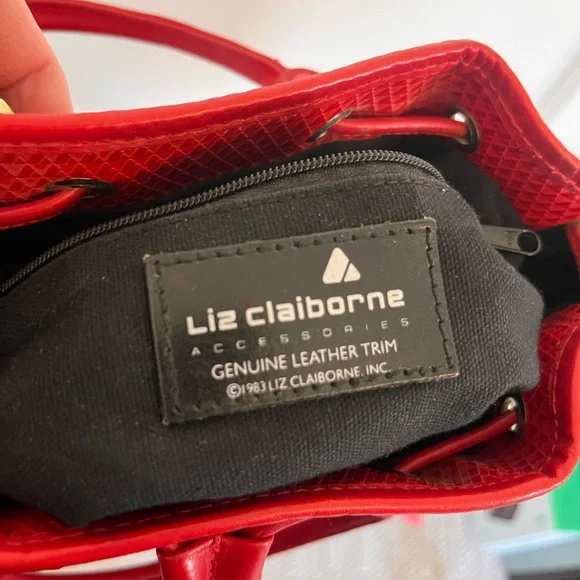 Liz claiborne
ACCESSORIES
GENUINE LEATHER TRIM
©1983 LIZ CLAIBORNE, INC.